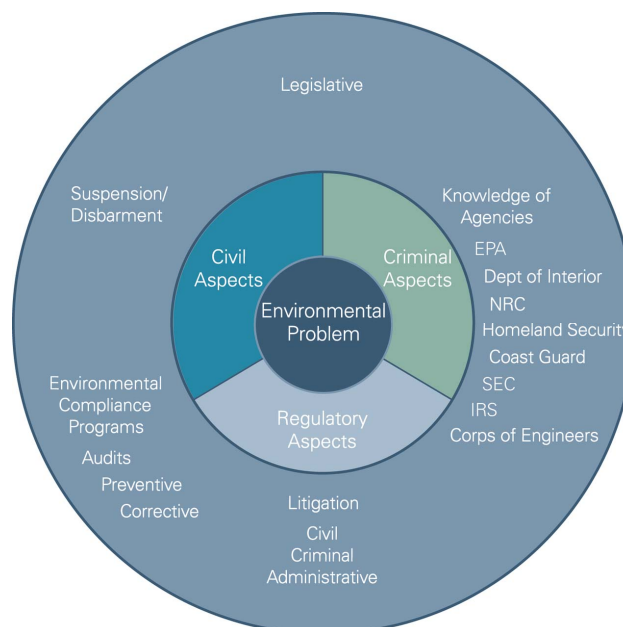 Legislative
Suspension/
Disbarment
Knowledge of
Agencies
EPA
Dept of Interior
NRC
Homeland Security
Coast Guard
SEC
IRS
Corps of Engineers
Civil
Aspects
Criminal
Aspects
Environmental
Problem
Regulatory
Aspects
Environmental
Compliance
Programs
Audits
Preventive
Corrective
Litigation
Civil
Criminal
Administrative